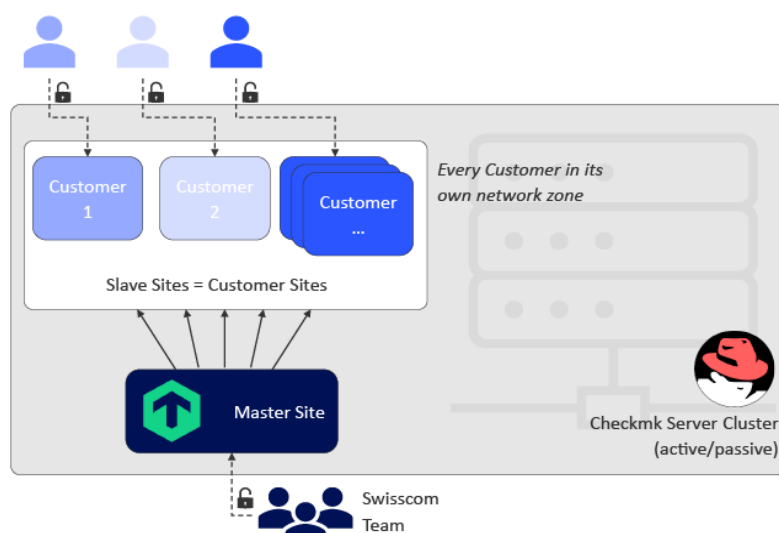 Customer
1
Customer
2
Customer
...
Every Customer in its
own network zone
Slave Sites = Customer Sites
Master Site
Checkmk Server Cluster
(active/passive)
Swisscom
Team